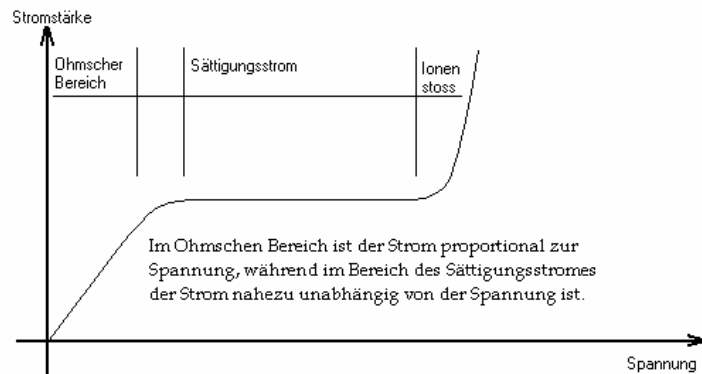 Stromstärke
Ohmscher
Bereich
Sättigungsstrom
Ionen
stoss
Im Ohmschen Bereich ist der Strom proportional zur
Spannung, während im Bereich des Sättigungsstromes
der Strom nahezu unabhängig von der Spannung ist.
Spannung